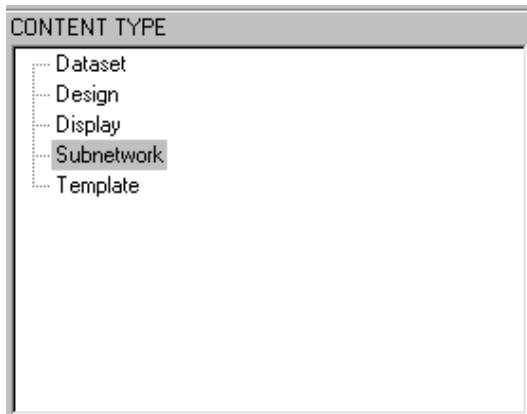 CONTENT TYPE
Dataset
Design
Display
Subnetwork
Template